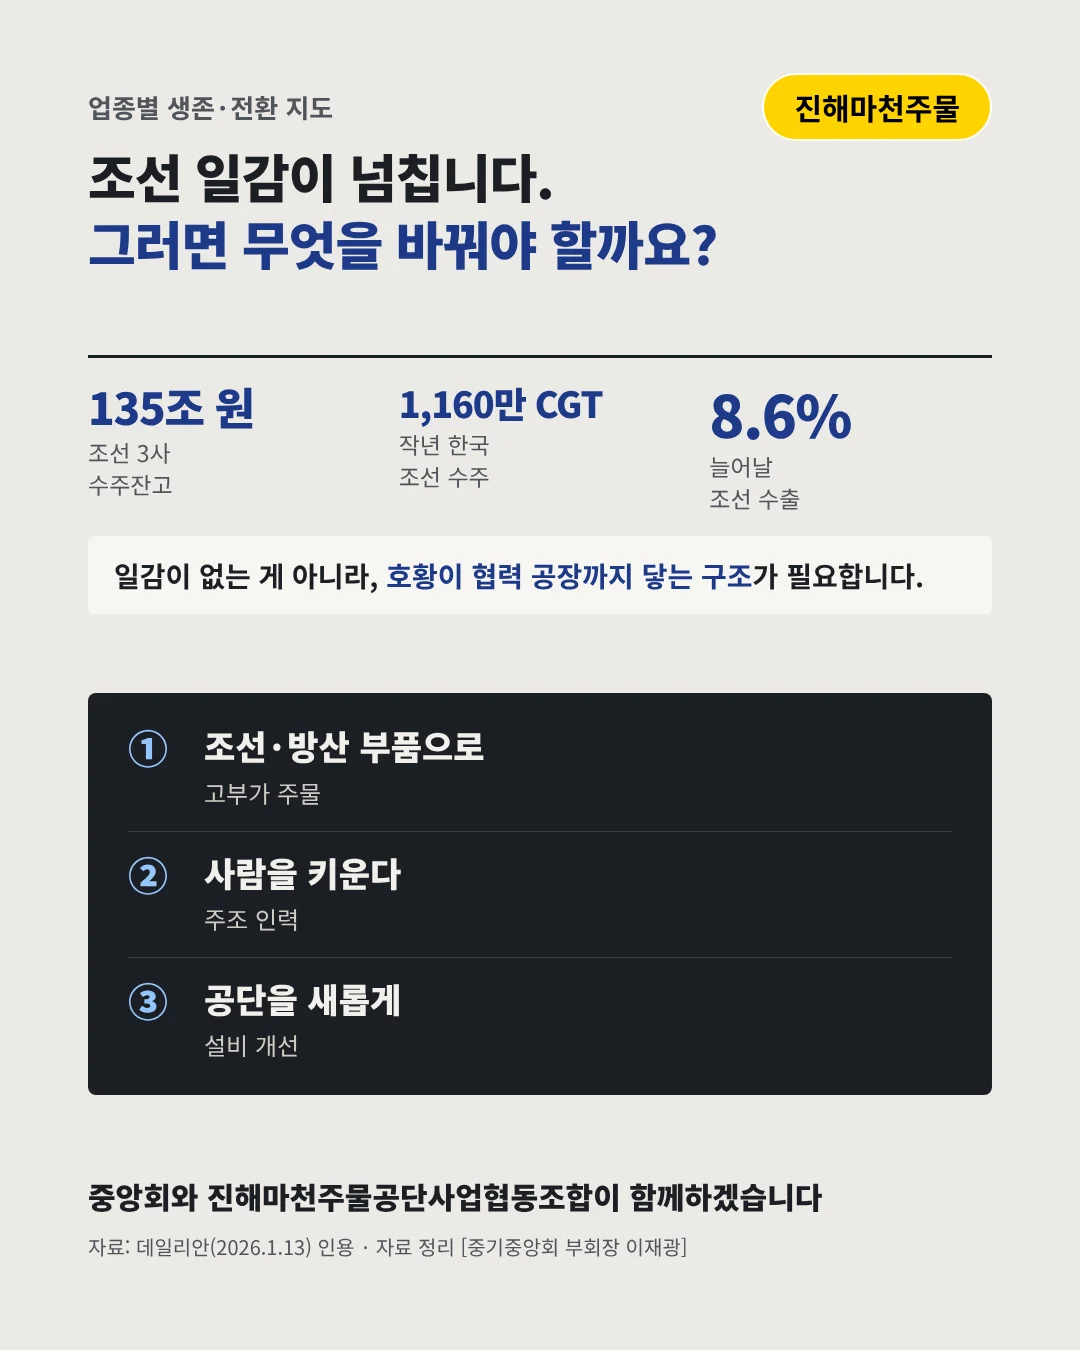 업종별 생존·전환 지도
진해마천주물
조선 일감이 넘칩니다.
그러면 무엇을 바꿔야 할까요?
135조 원
조선 3사
수주잔고
1,160만 CGT
작년 한국
조선 수주
8.6%
늘어날
조선 수출
일감이 없는 게 아니라, 호황이 협력 공장까지 닿는 구조가 필요합니다.
① 조선·방산 부품으로
고부가 주물
② 사람을 키운다
주조 인력
③ 공단을 새롭게
설비 개선
중앙회와 진해마천주물공단사업협동조합이 함께하겠습니다
자료: 데일리안(2026.1.13) 인용 · 자료 정리 [중기중앙회 부회장 이재광]